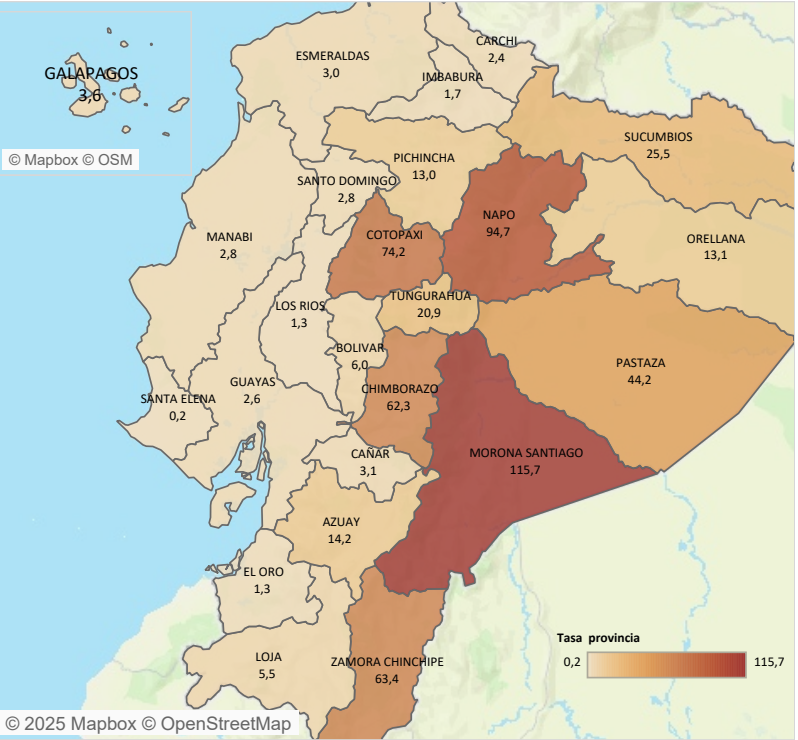 GALAPAGOS
3,6
© Mapbox © OSM
ESMERALDAS
3,0
CARCHI
2,4
IMBABURA
1,7
SUCUMBIOS
25,5
PICHINCHA
13,0
SANTO DOMINGO
2,8
NAPO
94,7
MANABI
2,8
COTOPAXI
74,2
ORELLANA
13,1
TUNGURAHUA
20,9
LOS RIOS
1,3
BOLIVAR
6,0
PASTAZA
44,2
GUAYAS
2,6
CHIMBORAZO
62,3
SANTA ELENA
0,2
CAÑAR
3,1
MORONA SANTIAGO
115,7
AZUAY
14,2
EL ORO
1,3
LOJA
5,5
ZAMORA CHINCHIPE
63,4
Tasa provincia
0,2 115,7
© 2025 Mapbox © OpenStreetMap